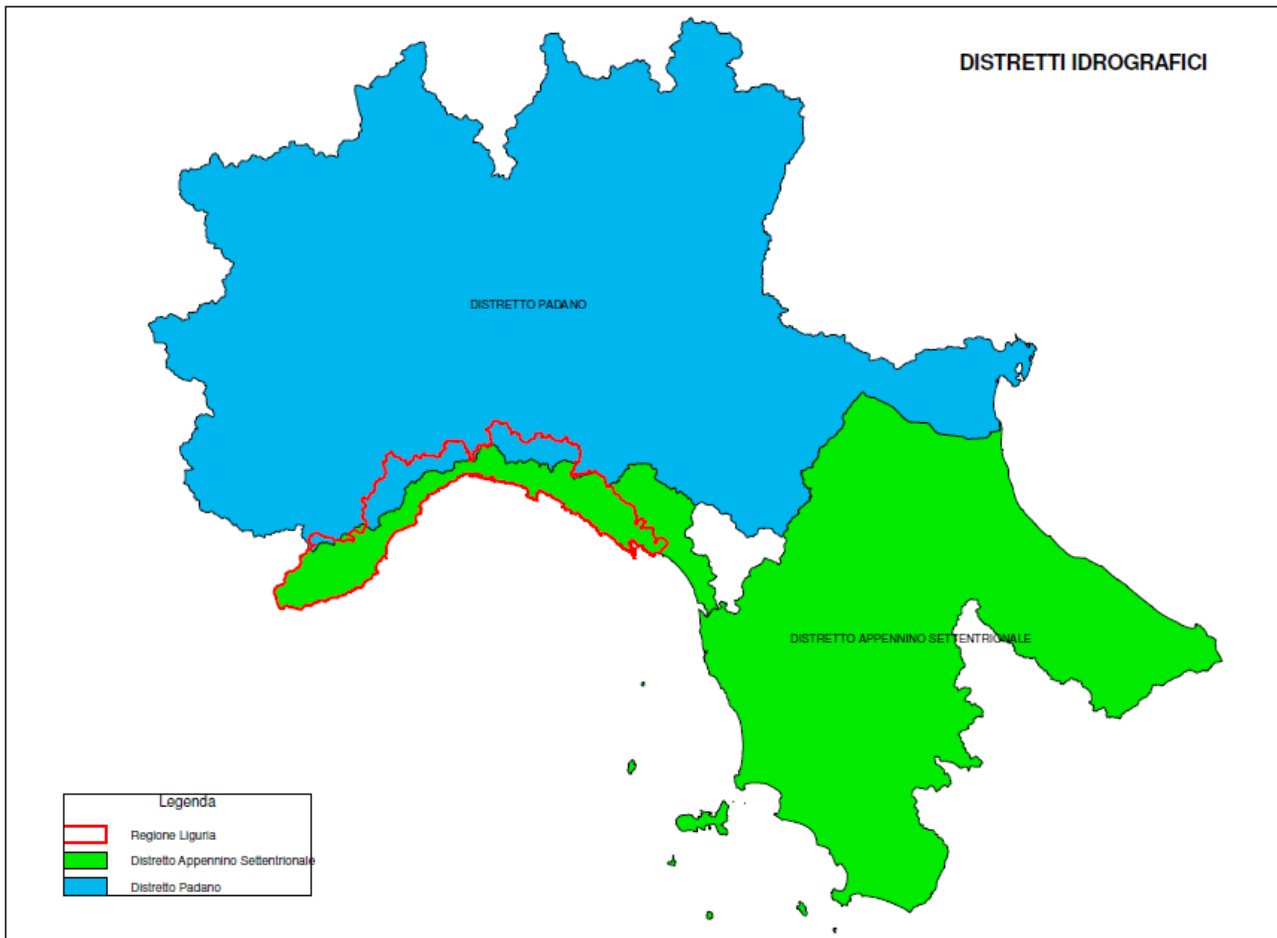 DISTRETTI IDROGRAFICI
DISTRETTO PADANO
DISTRETTO APPENNINO SETTENTRIONALE
Legenda
Regione Liguria
Distretto Appennino Settentrionale
Distretto Padano